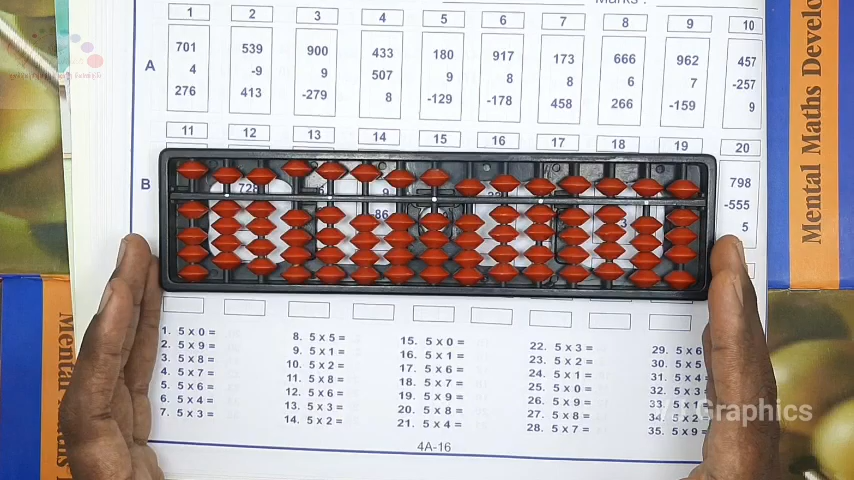 Marks :
1 2 3 4 5 6 7 8 9 10
A
701 539 900 433 180 917 173 666 962 457
4 -9 9 507 9 8 8 6 7 -257
276 413 -279 8 -129 -178 458 266 -159 9
11 12 13 14 15 16 17 18 19 20
B
798
-555
5
1. 5 x 0 =
2. 5 x 9 =
3. 5 x 8 =
4. 5 x 7 =
5. 5 x 6 =
6. 5 x 4 =
7. 5 x 3 =
8. 5 x 5 =
9. 5 x 1 =
10. 5 x 2 =
11. 5 x 8 =
12. 5 x 6 =
13. 5 x 3 =
14. 5 x 2 =
15. 5 x 0 =
16. 5 x 1 =
17. 5 x 6 =
18. 5 x 7 =
19. 5 x 9 =
20. 5 x 8 =
21. 5 x 4 =
22. 5 x 3 =
23. 5 x 2 =
24. 5 x 1 =
25. 5 x 0 =
26. 5 x 9 =
27. 5 x 8 =
28. 5 x 7 =
29. 5 x 6
30. 5 x 5
31. 5 x 4
32. 5 x 3
33. 5 x 1
34. 5 x 2
35. 5 x 9 =
4A-16
Mental Maths Develo
Mental Ma
Graphics